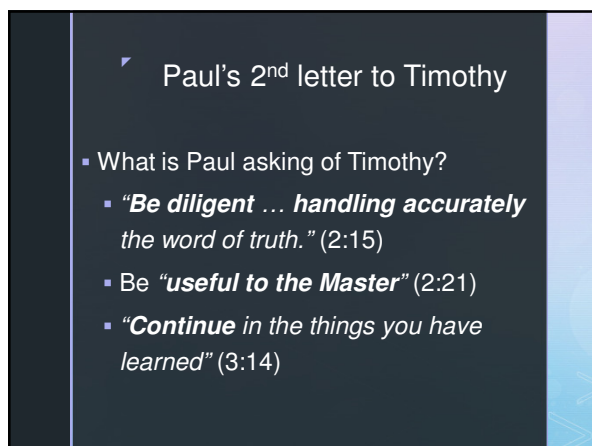 Paul’s 2nd letter to Timothy
▪ What is Paul asking of Timothy?
▪ “Be diligent … handling accurately
the word of truth.” (2:15)
▪ Be “useful to the Master” (2:21)
▪ “Continue in the things you have
learned” (3:14)